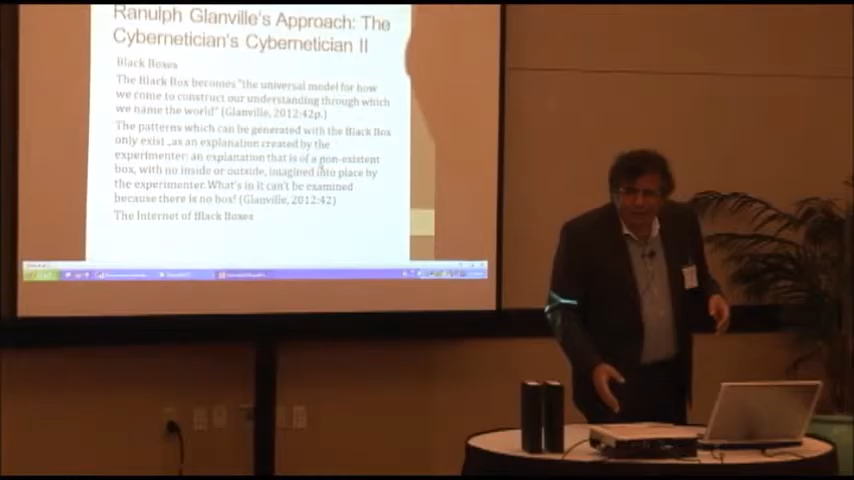 Ranulph Glanville's Approach: The
Cybernetician's Cybernetician II
Black Boxes
The Black Box becomes "the universal model for how
we come to construct our understanding through which
we name the world" (Glanville, 2012:42p.)
The patterns which can be generated with the Black Box
only exist „as an explanation created by the
experimenter: an explanation that is of a non-existent
box, with no inside or outside, imagined into place by
the experimenter. What's in it can't be examined
because there is no box! (Glanville, 2012:42)
The Internet of Black Boxes